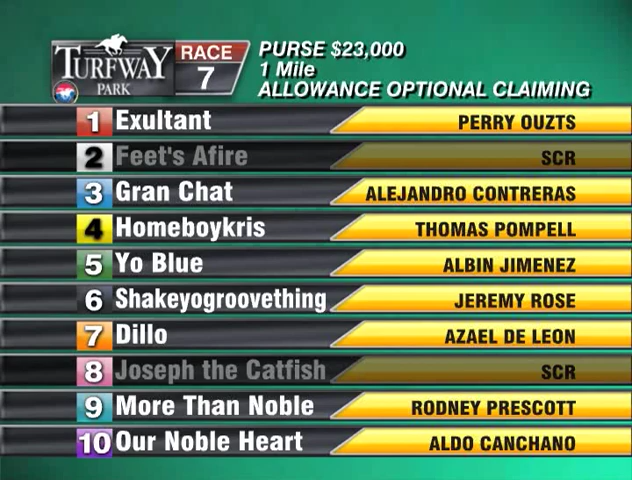 TURFWAY PARK
RACE 7
PURSE $23,000
1 Mile
ALLOWANCE OPTIONAL CLAIMING
1 Exultant PERRY OUZTS
2 Feet's Afire SCR
3 Gran Chat ALEJANDRO CONTRERAS
4 Homeboykris THOMAS POMPELL
5 Yo Blue ALBIN JIMENEZ
6 Shakeyogroovething JEREMY ROSE
7 Dillo AZAEL DE LEON
8 Joseph the Catfish SCR
9 More Than Noble RODNEY PRESCOTT
10 Our Noble Heart ALDO CANCHANO